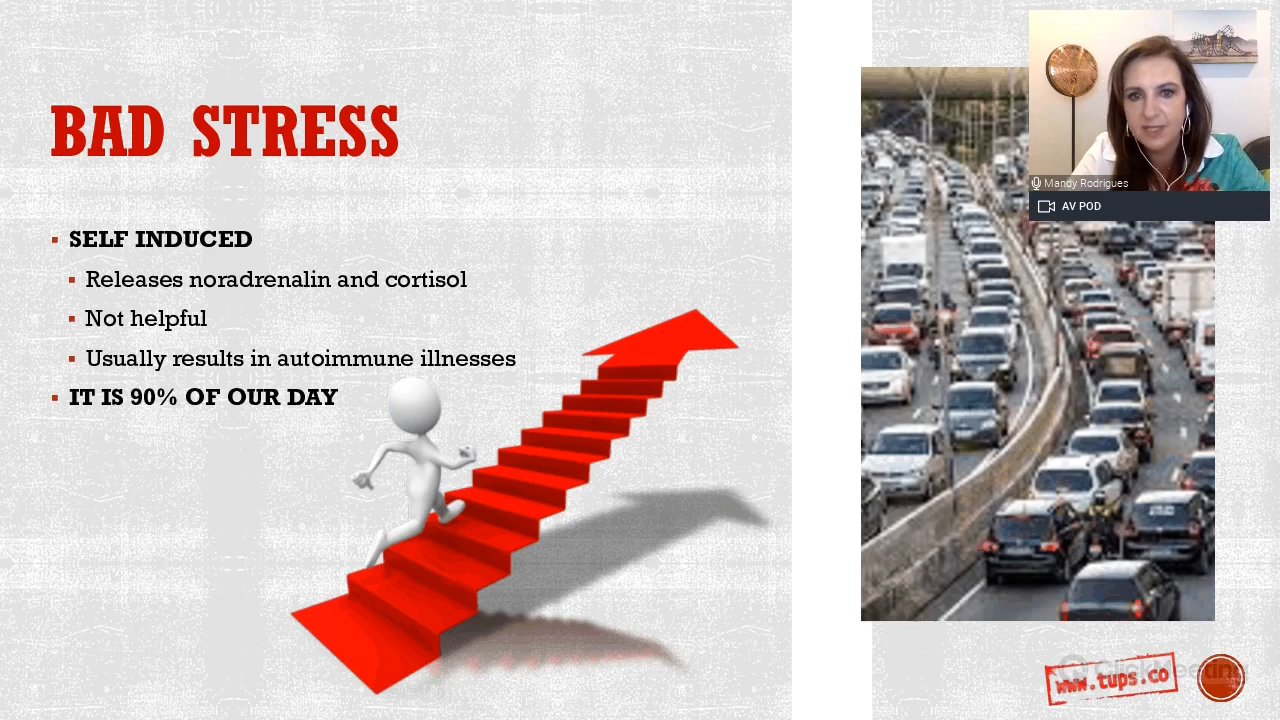 BAD STRESS
SELF INDUCED
Releases noradrenalin and cortisol
Not helpful
Usually results in autoimmune illnesses
IT IS 90% OF OUR DAY
Mandy Rodrigues
AV POD
ClickMeeting
www.tups.co